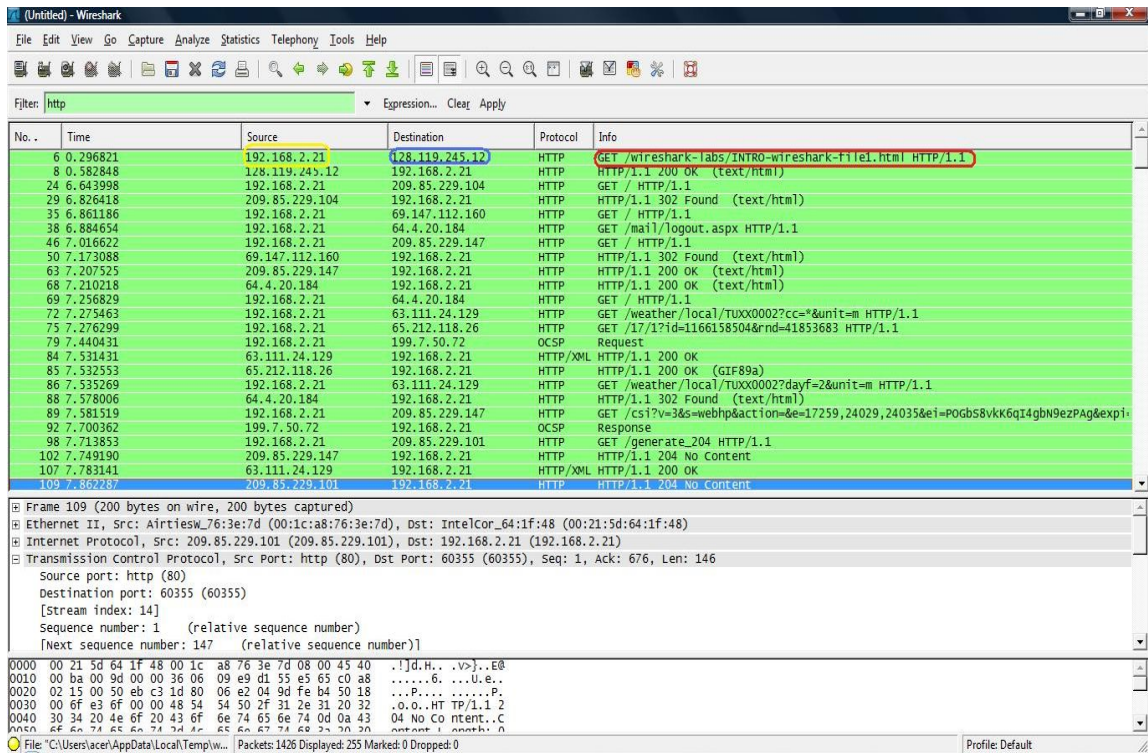 (Untitled) - Wireshark
File Edit View Go Capture Analyze Statistics Telephony Tools Help
Filter: http Expression... Clear Apply
No. . Time Source Destination Protocol Info
6 0.296821 192.168.2.21 128.119.245.12 HTTP GET /wireshark-labs/INTRO-wireshark-file1.html HTTP/1.1
8 0.582848 128.119.245.12 192.168.2.21 HTTP HTTP/1.1 200 OK (text/html)
24 6.643998 192.168.2.21 209.85.229.104 HTTP GET / HTTP/1.1
29 6.826418 209.85.229.104 192.168.2.21 HTTP HTTP/1.1 302 Found (text/html)
35 6.861186 192.168.2.21 69.147.112.160 HTTP GET / HTTP/1.1
38 6.884654 192.168.2.21 64.4.20.184 HTTP GET /mail/logout.aspx HTTP/1.1
46 7.016622 192.168.2.21 209.85.229.147 HTTP GET / HTTP/1.1
50 7.173088 69.147.112.160 192.168.2.21 HTTP HTTP/1.1 302 Found (text/html)
63 7.207525 209.85.229.147 192.168.2.21 HTTP HTTP/1.1 200 OK (text/html)
68 7.210218 64.4.20.184 192.168.2.21 HTTP HTTP/1.1 200 OK (text/html)
69 7.256829 192.168.2.21 64.4.20.184 HTTP GET / HTTP/1.1
72 7.275463 192.168.2.21 63.111.24.129 HTTP GET /weather/local/TUXX0002?cc=*&unit=m HTTP/1.1
75 7.276299 192.168.2.21 65.212.118.26 HTTP GET /17/1?id=1166158504&rnd=41853683 HTTP/1.1
79 7.440431 192.168.2.21 199.7.50.72 OCSP Request
84 7.531431 63.111.24.129 192.168.2.21 HTTP/XML HTTP/1.1 200 OK
85 7.532553 65.212.118.26 192.168.2.21 HTTP HTTP/1.1 200 OK (GIF89a)
86 7.535269 192.168.2.21 63.111.24.129 HTTP GET /weather/local/TUXX0002?dayf=2&unit=m HTTP/1.1
88 7.578006 64.4.20.184 192.168.2.21 HTTP HTTP/1.1 302 Found (text/html)
89 7.581519 192.168.2.21 209.85.229.147 HTTP GET /csi?v=3&s=webhp&action=&e=17259,24029,24035&ei=POGbS8vkK6qI4gbN9ezPAg&expi
92 7.700362 199.7.50.72 192.168.2.21 OCSP Response
98 7.713853 192.168.2.21 209.85.229.101 HTTP GET /generate_204 HTTP/1.1
102 7.749190 209.85.229.147 192.168.2.21 HTTP HTTP/1.1 204 No Content
107 7.783141 63.111.24.129 192.168.2.21 HTTP/XML HTTP/1.1 200 OK
109 7.862287 209.85.229.101 192.168.2.21 HTTP HTTP/1.1 204 No Content
Frame 109 (200 bytes on wire, 200 bytes captured)
Ethernet II, Src: AirtiesW_76:3e:7d (00:1c:a8:76:3e:7d), Dst: IntelCor_64:1f:48 (00:21:5d:64:1f:48)
Internet Protocol, Src: 209.85.229.101 (209.85.229.101), Dst: 192.168.2.21 (192.168.2.21)
Transmission Control Protocol, Src Port: http (80), Dst Port: 60355 (60355), Seq: 1, Ack: 676, Len: 146
Source port: http (80)
Destination port: 60355 (60355)
[Stream index: 14]
Sequence number: 1 (relative sequence number)
[Next sequence number: 147 (relative sequence number)]
0000 00 21 5d 64 1f 48 00 1c a8 76 3e 7d 08 00 45 40 .!]d.H.. .v>}..E@
0010 00 ba 00 9d 00 00 36 06 09 e9 d1 55 e5 65 c0 a8 ......6. ...U.e..
0020 02 15 00 50 eb c3 1d 80 06 e2 04 9d fe b4 50 18 ...P.... ......P.
0030 00 6f e3 6f 00 00 48 54 54 50 2f 31 2e 31 20 32 .o.o..HT TP/1.1 2
0040 30 34 20 4e 6f 20 43 6f 6e 74 65 6e 74 0d 0a 43 04 No Co ntent..C
0050 6f 6e 74 65 6e 74 2d 4c 65 6e 67 74 68 3a 20 30 ontent-L ength: 0
File: "C:\Users\acer\AppData\Local\Temp\w... Packets: 1426 Displayed: 255 Marked: 0 Dropped: 0 Profile: Default